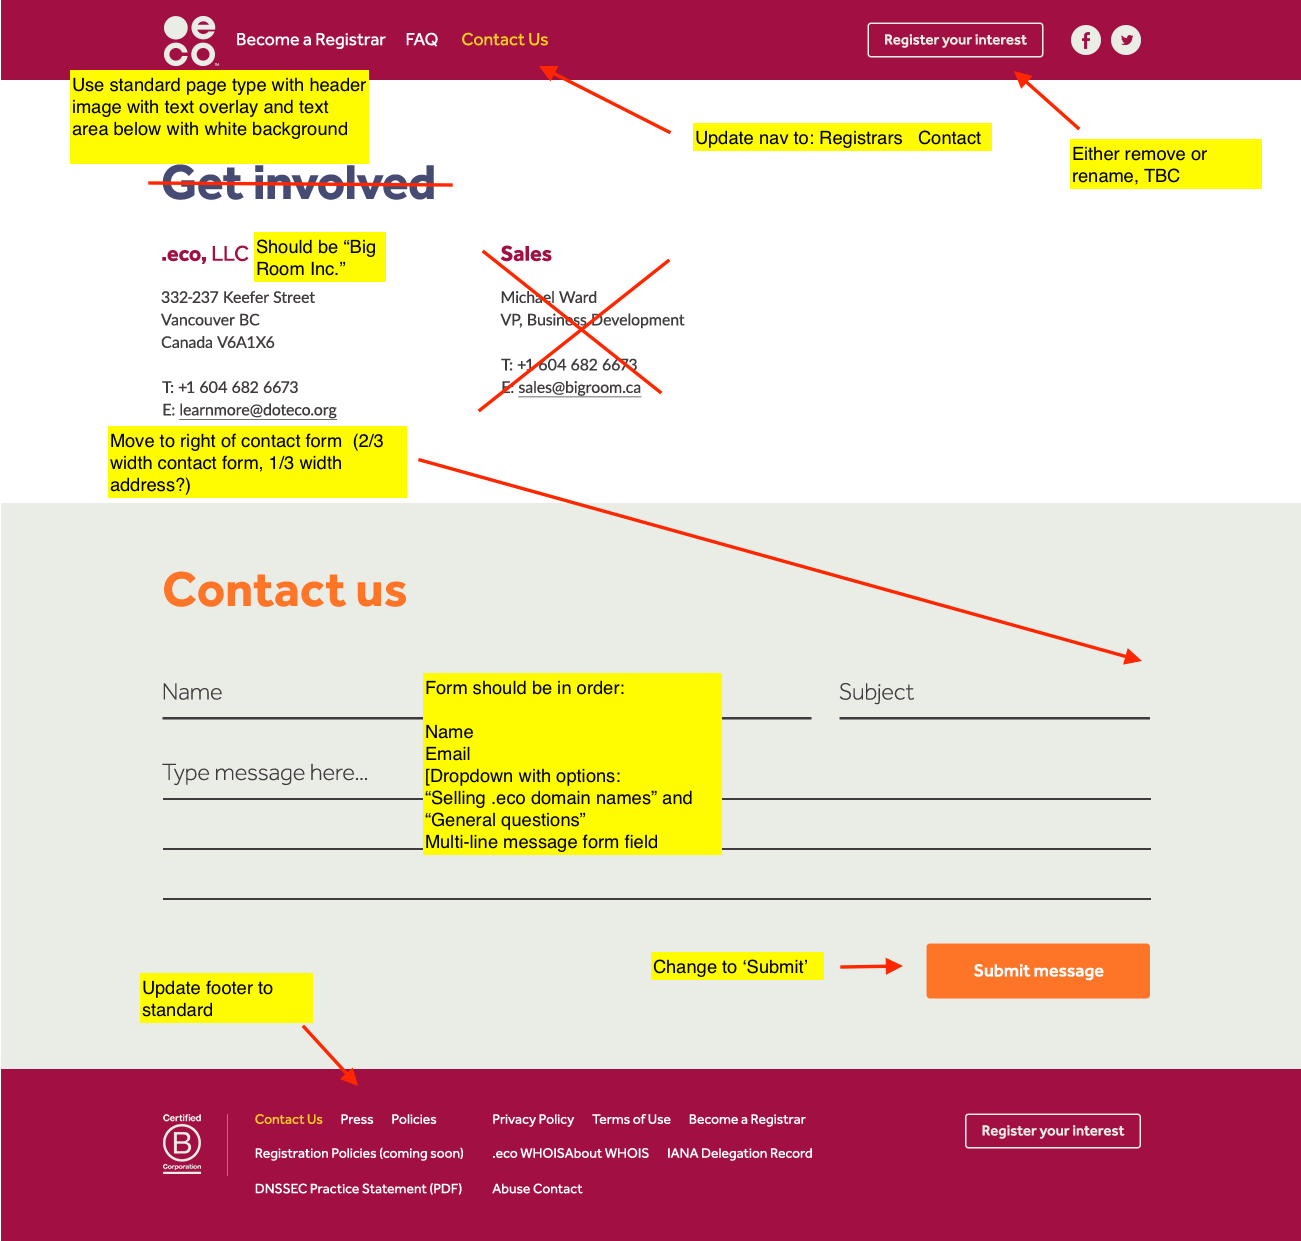 eco™
Become a Registrar FAQ Contact Us Register your interest
Use standard page type with header
image with text overlay and text
area below with white background
Update nav to: Registrars Contact
Either remove or
rename, TBC
Get involved
.eco, LLC
Should be “Big
Room Inc.”
332-237 Keefer Street
Vancouver BC
Canada V6A1X6
T: +1 604 682 6673
E: learnmore@doteco.org
Sales
Michael Ward
VP, Business Development
T: +1 604 682 6673
E: sales@bigroom.ca
Move to right of contact form (2/3
width contact form, 1/3 width
address?)
Contact us
Name
Subject
Type message here...
Form should be in order:
Name
Email
[Dropdown with options:
“Selling .eco domain names” and
“General questions”
Multi-line message form field
Change to ‘Submit’
Submit message
Update footer to
standard
Certified
B
Corporation
Contact Us Press Policies Privacy Policy Terms of Use Become a Registrar
Registration Policies (coming soon) .eco WHOISAbout WHOIS IANA Delegation Record
DNSSEC Practice Statement (PDF) Abuse Contact
Register your interest